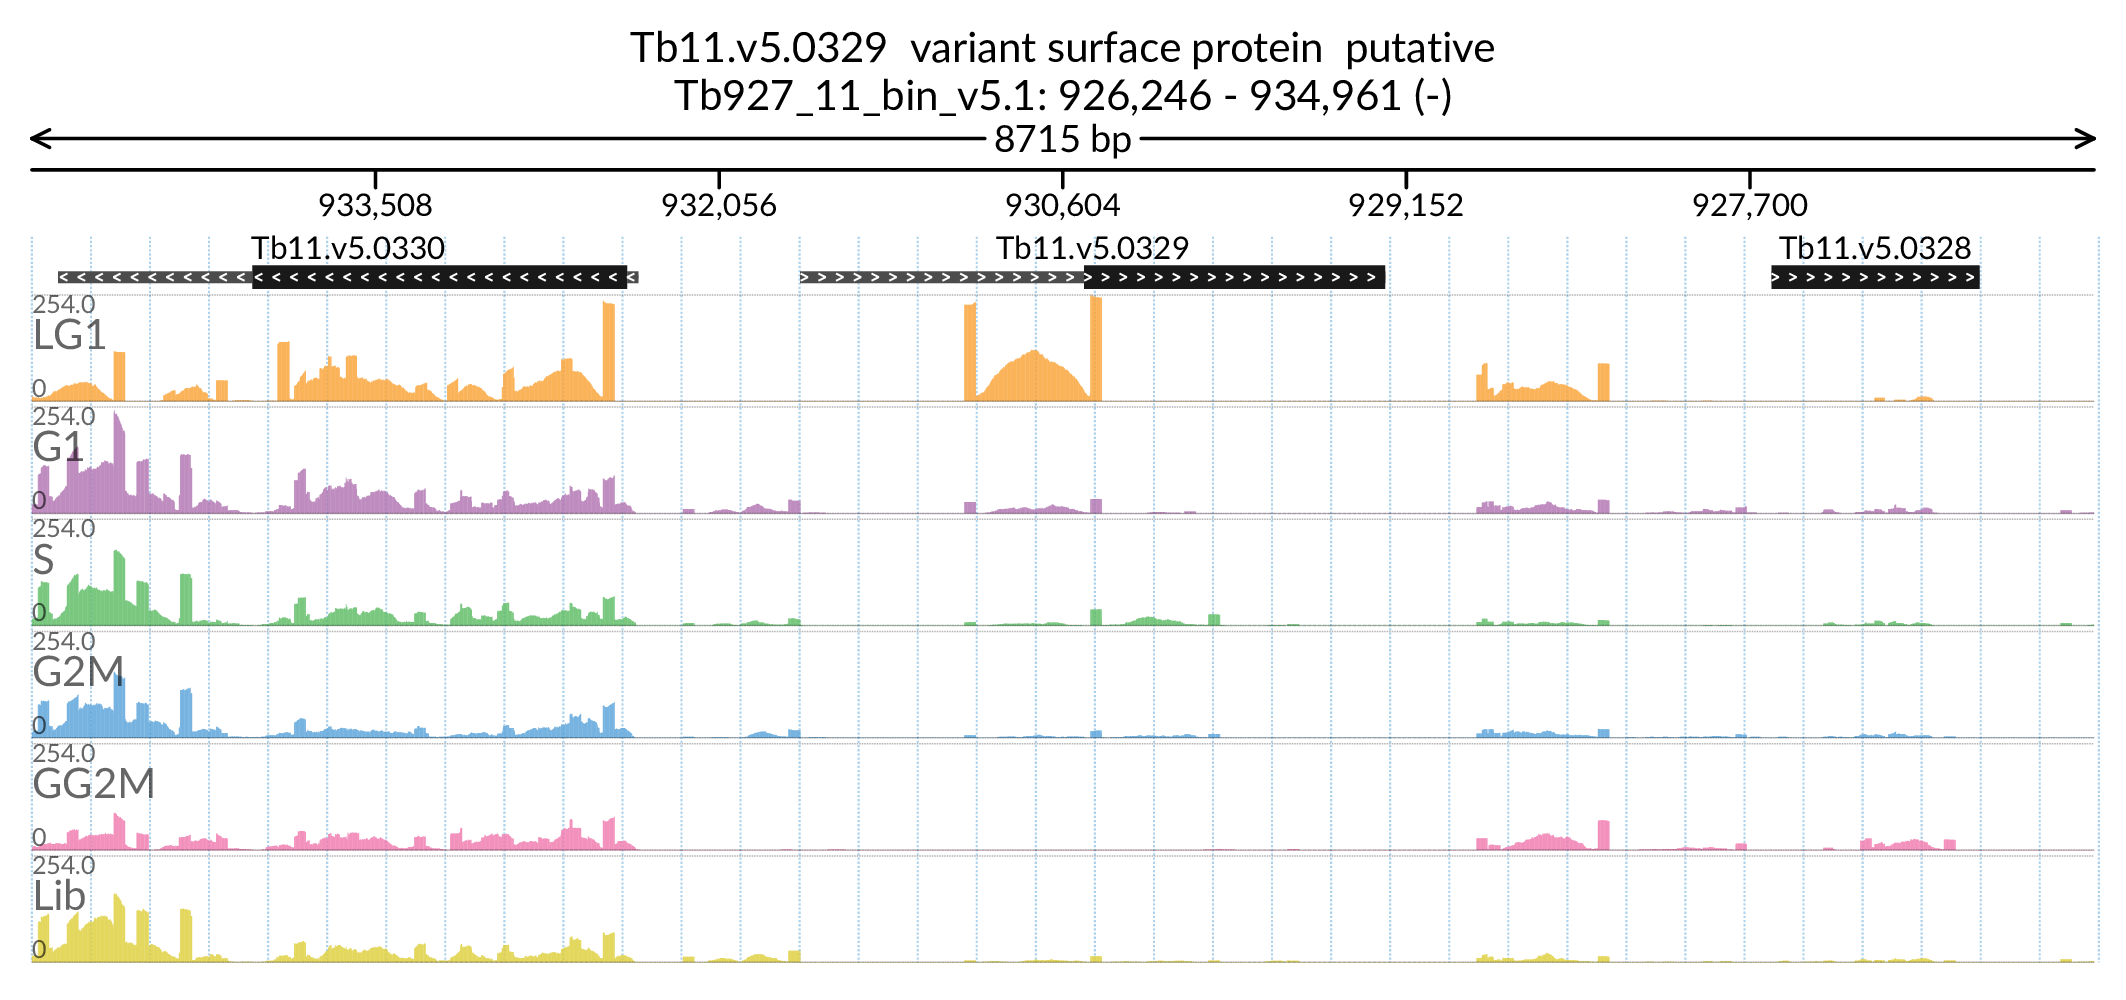 Tb11.v5.0329 variant surface protein putative
Tb927_11_bin_v5.1: 926,246 - 934,961 (-)
8715 bp
933,508 932,056 930,604 929,152 927,700
Tb11.v5.0330 Tb11.v5.0329 Tb11.v5.0328
254.0
LG1
0
254.0
G1
0
254.0
S
0
254.0
G2M
0
254.0
GG2M
0
254.0
Lib
0